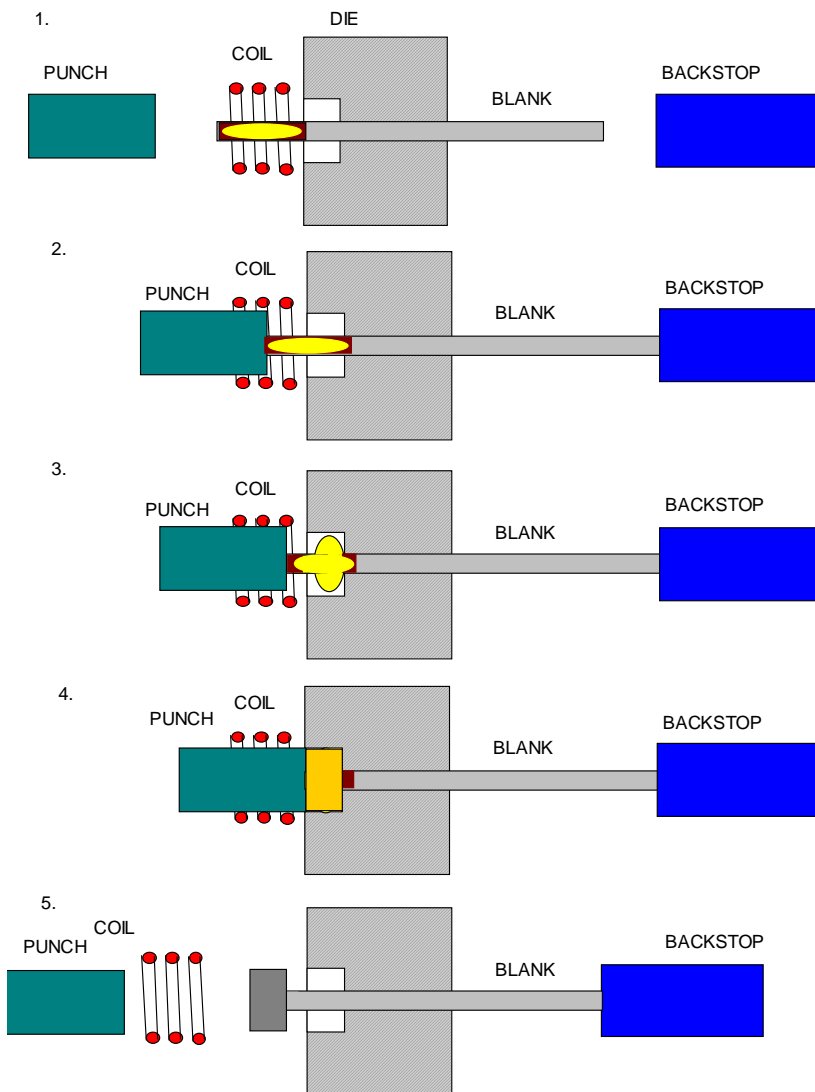 1.
DIE
COIL
PUNCH
BLANK
BACKSTOP
2.
COIL
PUNCH
BLANK
BACKSTOP
3.
COIL
PUNCH
BLANK
BACKSTOP
4.
COIL
PUNCH
BLANK
BACKSTOP
5.
COIL
PUNCH
BLANK
BACKSTOP